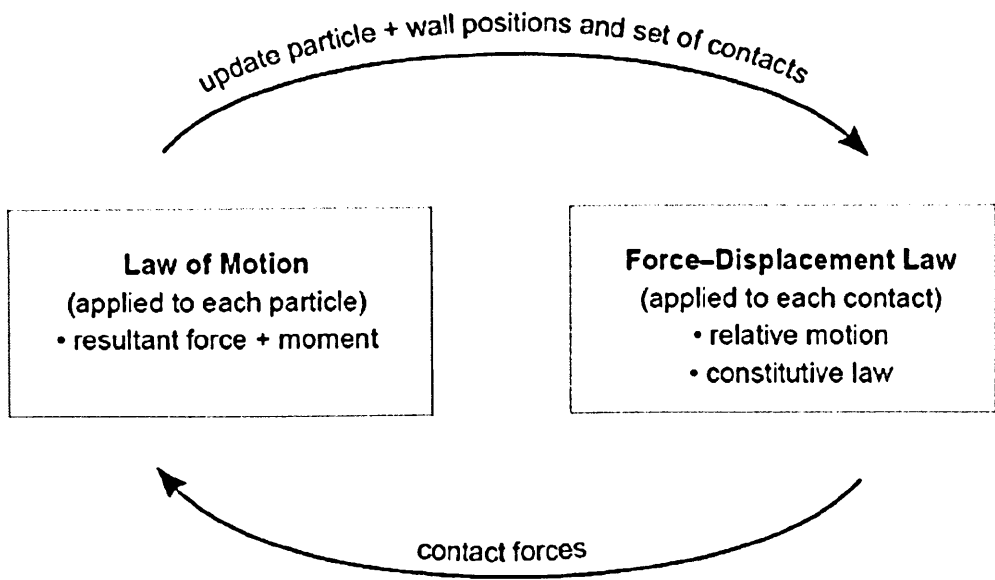 update particle + wall positions and set of contacts
Law of Motion
(applied to each particle)
• resultant force + moment
Force–Displacement Law
(applied to each contact)
• relative motion
• constitutive law
contact forces